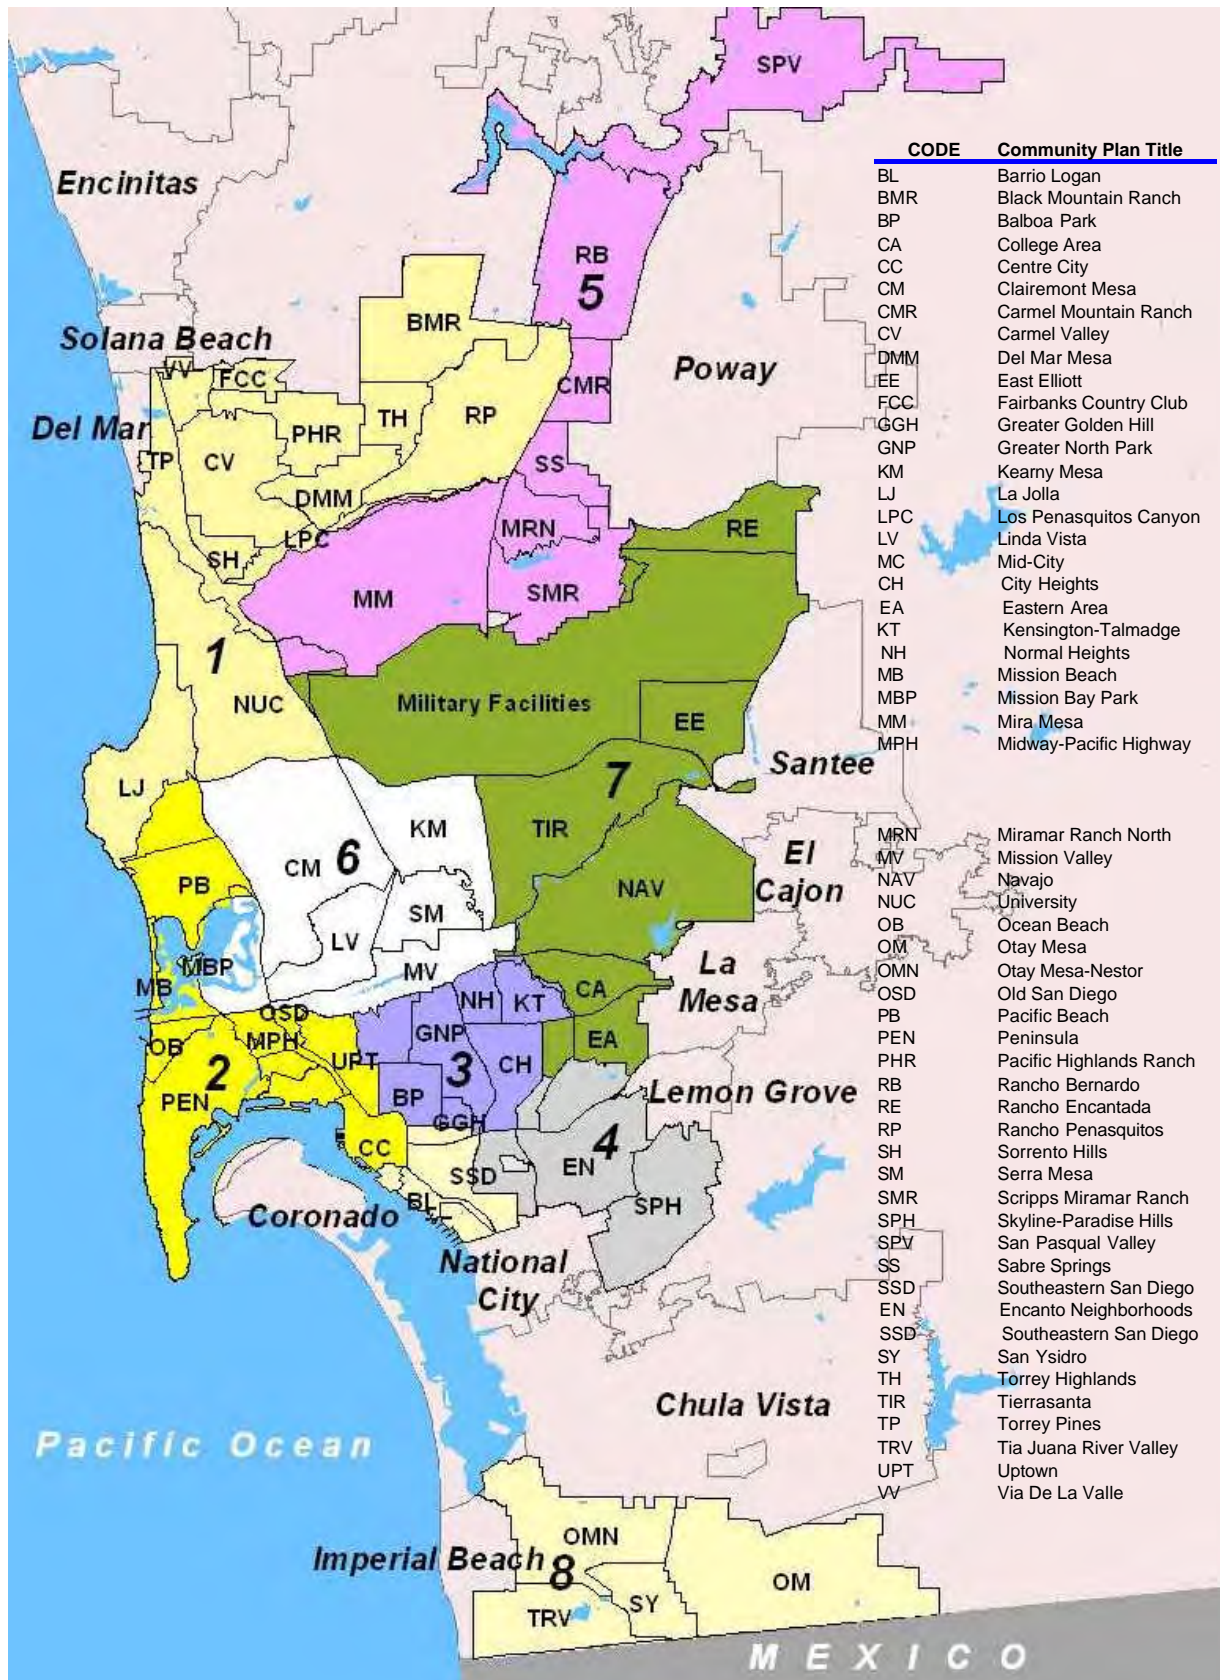 SPV
CODE Community Plan Title
BL Barrio Logan
BMR Black Mountain Ranch
BP Balboa Park
CA College Area
CC Centre City
CM Clairemont Mesa
CMR Carmel Mountain Ranch
CV Carmel Valley
DMM Del Mar Mesa
EE East Elliott
FCC Fairbanks Country Club
GGH Greater Golden Hill
GNP Greater North Park
KM Kearny Mesa
LJ La Jolla
LPC Los Penasquitos Canyon
LV Linda Vista
MC Mid-City
CH City Heights
EA Eastern Area
KT Kensington-Talmadge
NH Normal Heights
MB Mission Beach
MBP Mission Bay Park
MM Mira Mesa
MPH Midway-Pacific Highway
MRN Miramar Ranch North
MV Mission Valley
NAV Navajo
NUC University
OB Ocean Beach
OM Otay Mesa
OMN Otay Mesa-Nestor
OSD Old San Diego
PB Pacific Beach
PEN Peninsula
PHR Pacific Highlands Ranch
RB Rancho Bernardo
RE Rancho Encantada
RP Rancho Penasquitos
SH Sorrento Hills
SM Serra Mesa
SMR Scripps Miramar Ranch
SPH Skyline-Paradise Hills
SPV San Pasqual Valley
SS Sabre Springs
SSD Southeastern San Diego
EN Encanto Neighborhoods
SSD Southeastern San Diego
SY San Ysidro
TH Torrey Highlands
TIR Tierrasanta
TP Torrey Pines
TRV Tia Juana River Valley
UPT Uptown
VV Via De La Valle
Encinitas
RB
5
BMR
Solana Beach
VV
FCC
Poway
CMR
Del Mar
TH
RP
PHR
TP
CV
SS
DMM
LPC
MRN
RE
SH
MM
SMR
1
NUC
Military Facilities
EE
Santee
LJ
7
KM
TIR
El
Cajon
CM
6
PB
NAV
SM
LV
MV
MBP
MB
La
Mesa
NH
KT
CA
OSD
OB
MPH
GNP
EA
UPT
2
3
CH
PEN
BP
Lemon Grove
GGH
CC
4
EN
SSD
BL
SPH
Coronado
National
City
Chula Vista
Pacific Ocean
OMN
Imperial Beach
8
OM
TRV
SY
MEXICO